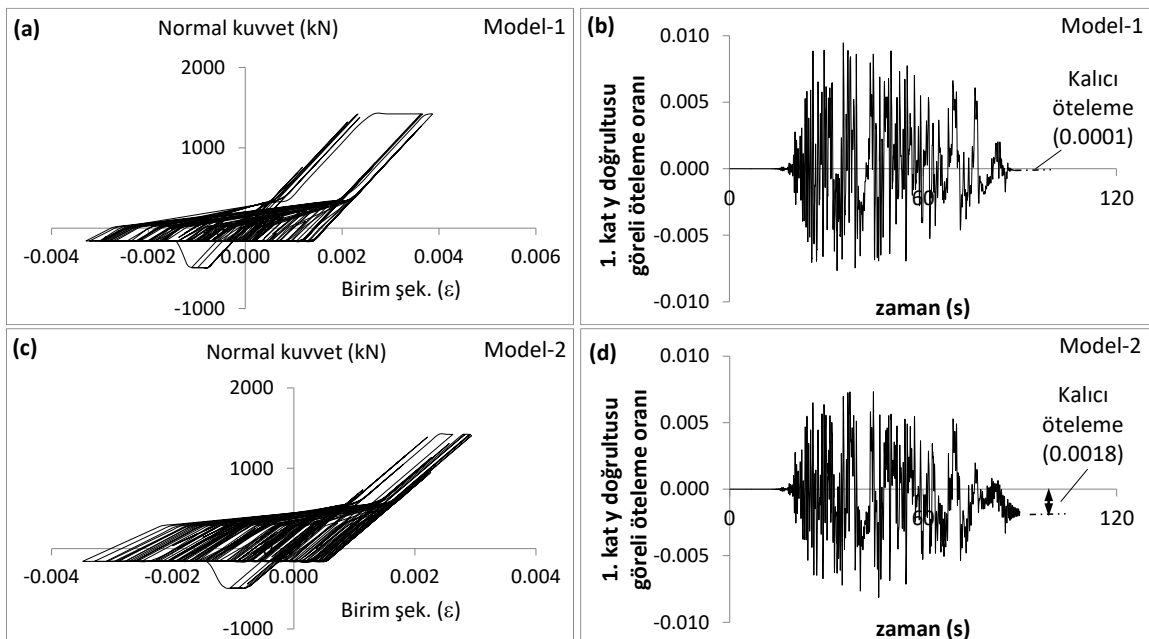 (a)
Normal kuvvet (kN)
Model-1
2000
1000
-1000
-0.004
-0.002
0.000
0.002
0.004
0.006
Birim şek. (ε)
(b)
Model-1
1. kat y doğrultusu
göreli öteleme oranı
0.010
0.005
0.000
-0.005
-0.010
0
60
120
Kalıcı
öteleme
(0.0001)
zaman (s)
(c)
Normal kuvvet (kN)
Model-2
2000
1000
-1000
-0.004
-0.002
0.000
0.002
0.004
Birim şek. (ε)
(d)
Model-2
1. kat y doğrultusu
göreli öteleme oranı
0.010
0.005
0.000
-0.005
-0.010
0
60
120
Kalıcı
öteleme
(0.0018)
zaman (s)